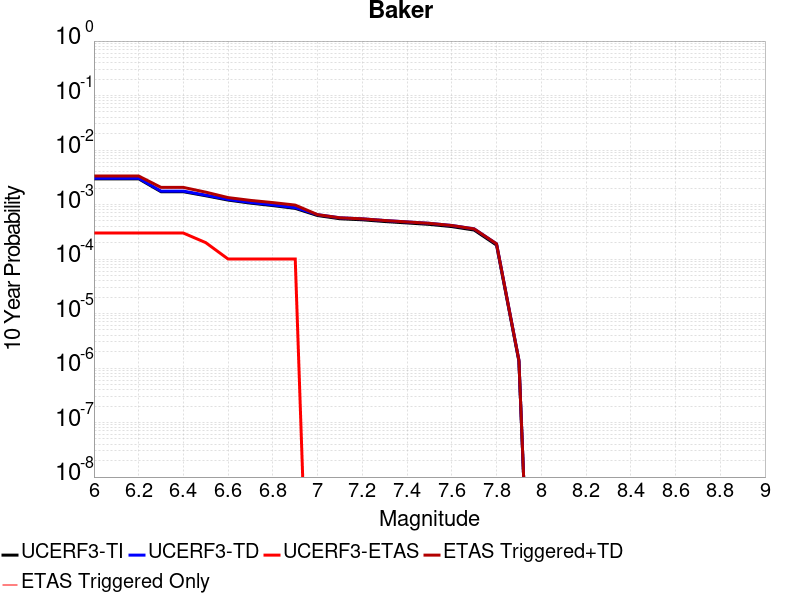 Baker
10 0
10 -1
10 -2
10 -3
10 -4
10 -5
10 -6
10 -7
10 -8
10 Year Probability
6 6.2 6.4 6.6 6.8 7 7.2 7.4 7.6 7.8 8 8.2 8.4 8.6 8.8 9
Magnitude
UCERF3-TI UCERF3-TD UCERF3-ETAS ETAS Triggered+TD
ETAS Triggered Only